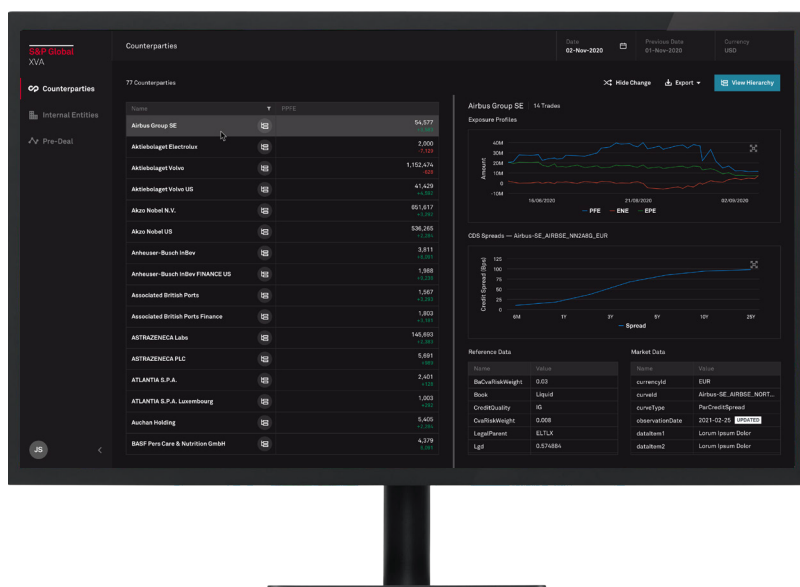 S&P Global
XVA
Counterparties
Internal Entities
Pre-Deal
JS
Counterparties
Date
02-Nov-2020
Previous Date
01-Nov-2020
Currency
USD
77 Counterparties
Hide Change
Export
View Hierarchy
Name PPFE
Airbus Group SE 54,577
Aktiebolaget Electrolux 2,000
-7,129
Aktiebolaget Volvo 1,152,474
-628
Aktiebolaget Volvo US 41,429
Akzo Nobel N.V. 651,617
Akzo Nobel US 536,265
Anheuser-Busch InBev 3,811
Anheuser-Busch InBev FINANCE US 1,988
Associated British Ports 1,567
Associated British Ports Finance 1,803
ASTRAZENECA Labs 145,693
ASTRAZENECA PLC 5,691
ATLANTIA S.P.A. 2,401
ATLANTIA S.P.A. Luxembourg 1,003
Auchan Holding 5,405
BASF Pers Care & Nutrition GmbH 4,379
Airbus Group SE 14 Trades
Exposure Profiles
Amount
40M
30M
20M
10M
0
-10M
16/06/2020 21/08/2020 02/09/2020
PFE ENE EPE
CDS Spreads — Airbus-SE_AIRBSE_NN2A8G_EUR
Credit Spread (Bps)
125
100
75
50
25
0
6M 1Y 3Y 5Y 10Y 25Y
Spread
Reference Data
Name Value
BaCvaRiskWeight 0.03
Book Liquid
CreditQuality IG
CvaRiskWeight 0.008
LegalParent ELTLX
Lgd 0.574884
Market Data
Name Value
currencyId EUR
curveId Airbus-SE_AIRBSE_NORT...
curveType ParCreditSpread
observationDate 2021-02-25 UPDATED
dataItem1 Lorum Ipsum Dolor
dataItem2 Lorum Ipsum Dolor